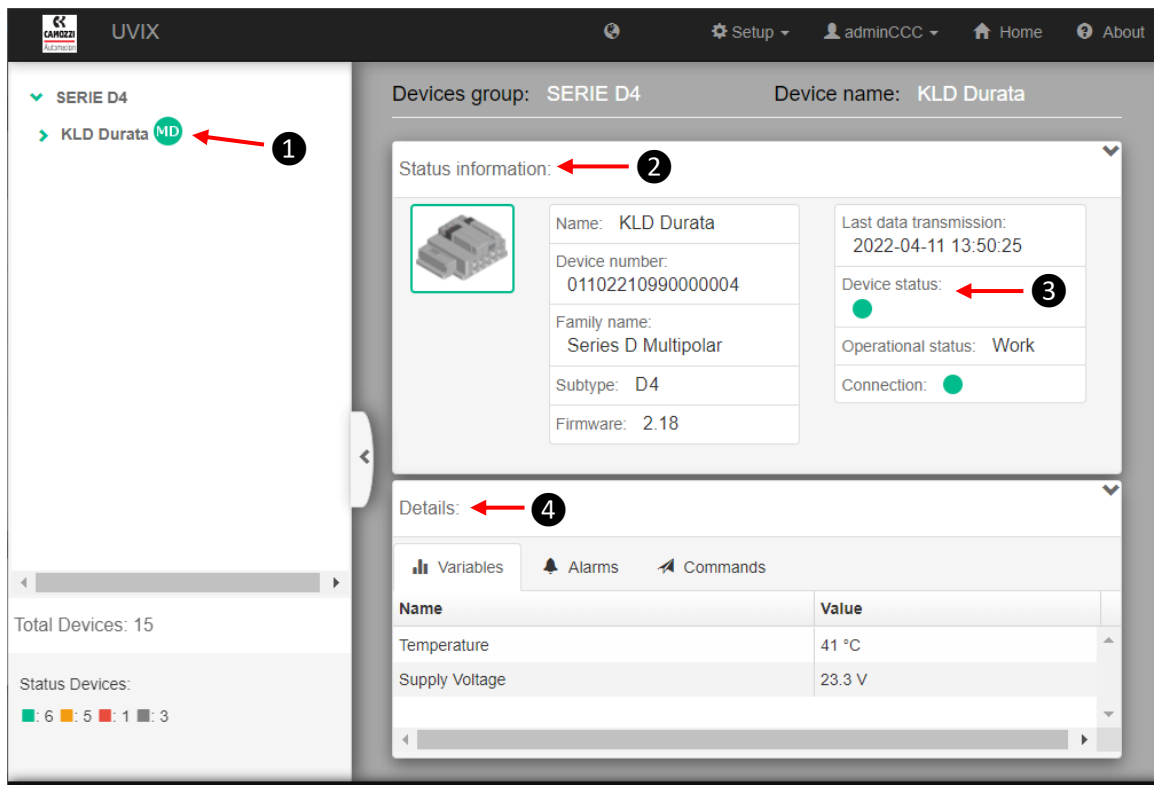 CAMOZZI
Automation
UVIX
Setup
adminCCC
Home
About
SERIE D4
KLD Durata MD
1
Total Devices: 15
Status Devices:
: 6 : 5 : 1 : 3
Devices group: SERIE D4 Device name: KLD Durata
Status information:
2
Name: KLD Durata
Device number:
01102210990000004
Family name:
Series D Multipolar
Subtype: D4
Firmware: 2.18
Last data transmission:
2022-04-11 13:50:25
Device status:
3
Operational status: Work
Connection:
Details:
4
Variables Alarms Commands
Name Value
Temperature 41 °C
Supply Voltage 23.3 V